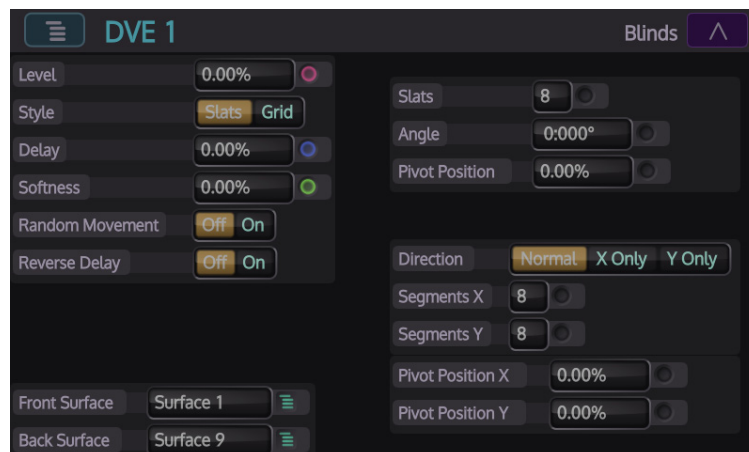 DVE 1
Blinds
Level 0.00%
Style Slats Grid
Delay 0.00%
Softness 0.00%
Random Movement Off On
Reverse Delay Off On
Front Surface Surface 1
Back Surface Surface 9
Slats 8
Angle 0:000°
Pivot Position 0.00%
Direction Normal X Only Y Only
Segments X 8
Segments Y 8
Pivot Position X 0.00%
Pivot Position Y 0.00%